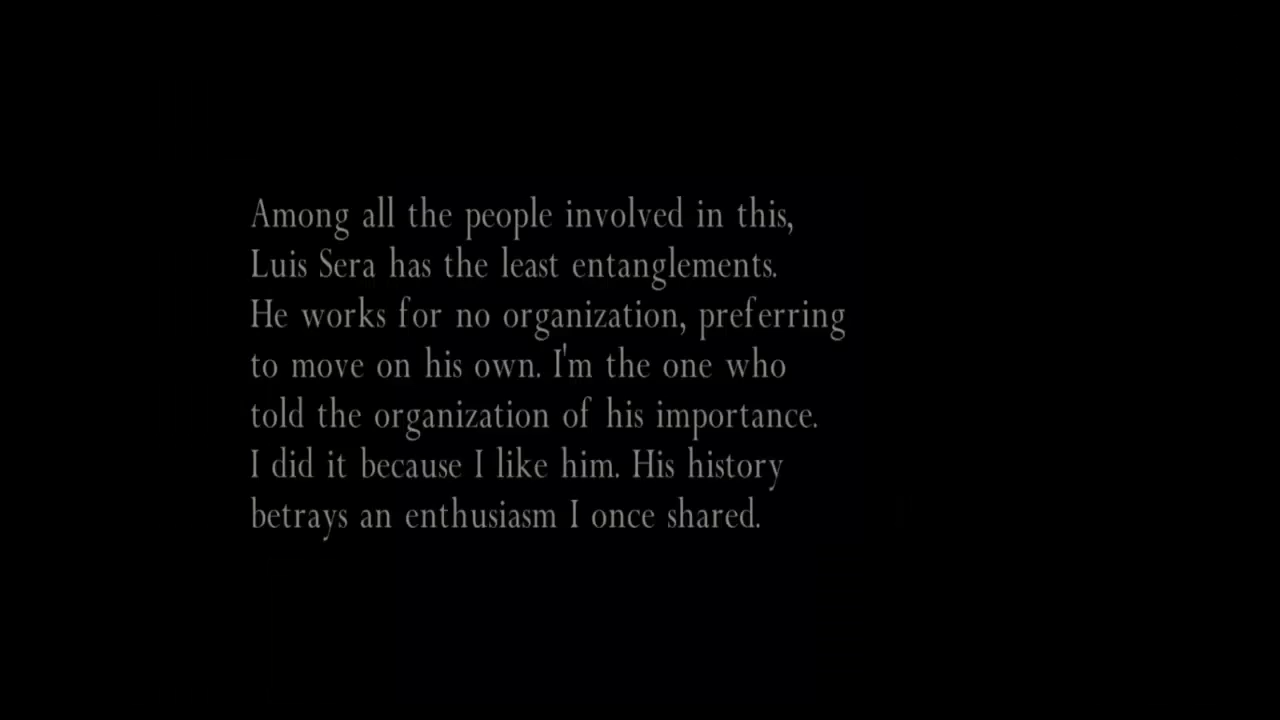 Among all the people involved in this,
Luis Sera has the least entanglements.
He works for no organization, preferring
to move on his own. I'm the one who
told the organization of his importance.
I did it because I like him. His history
betrays an enthusiasm I once shared.